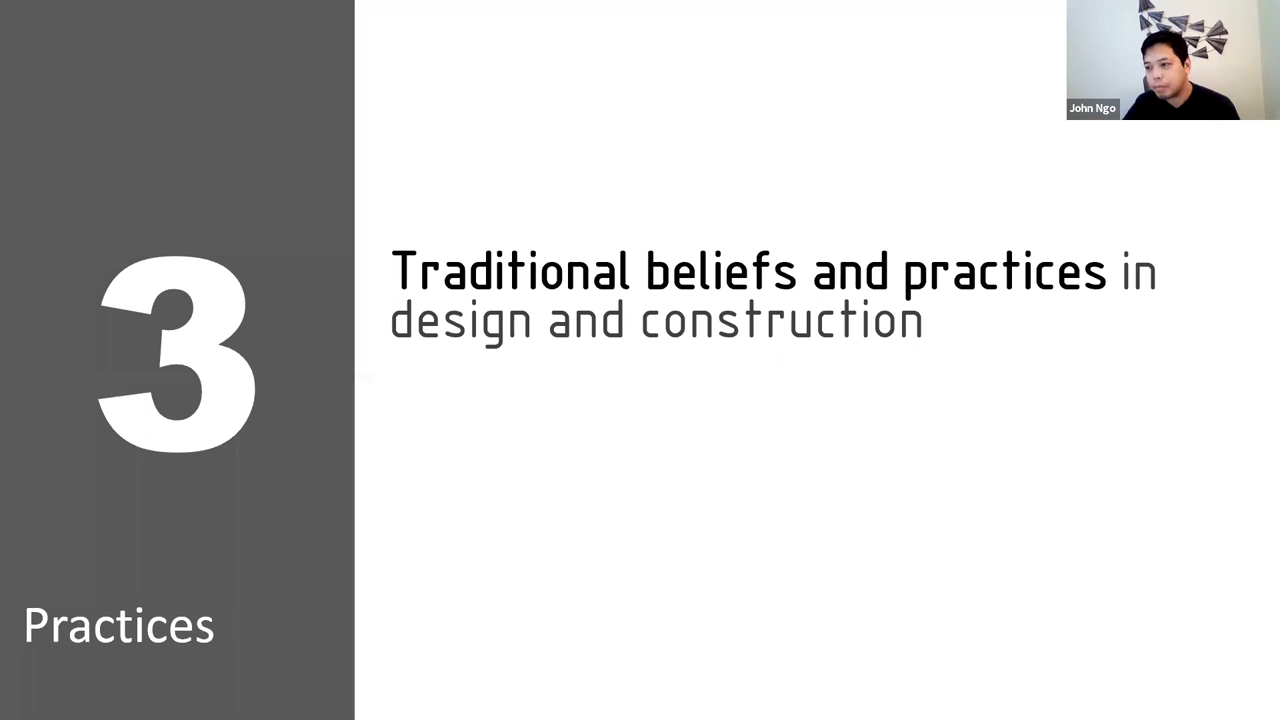 3
Practices
Traditional beliefs and practices in
design and construction
John Ngo